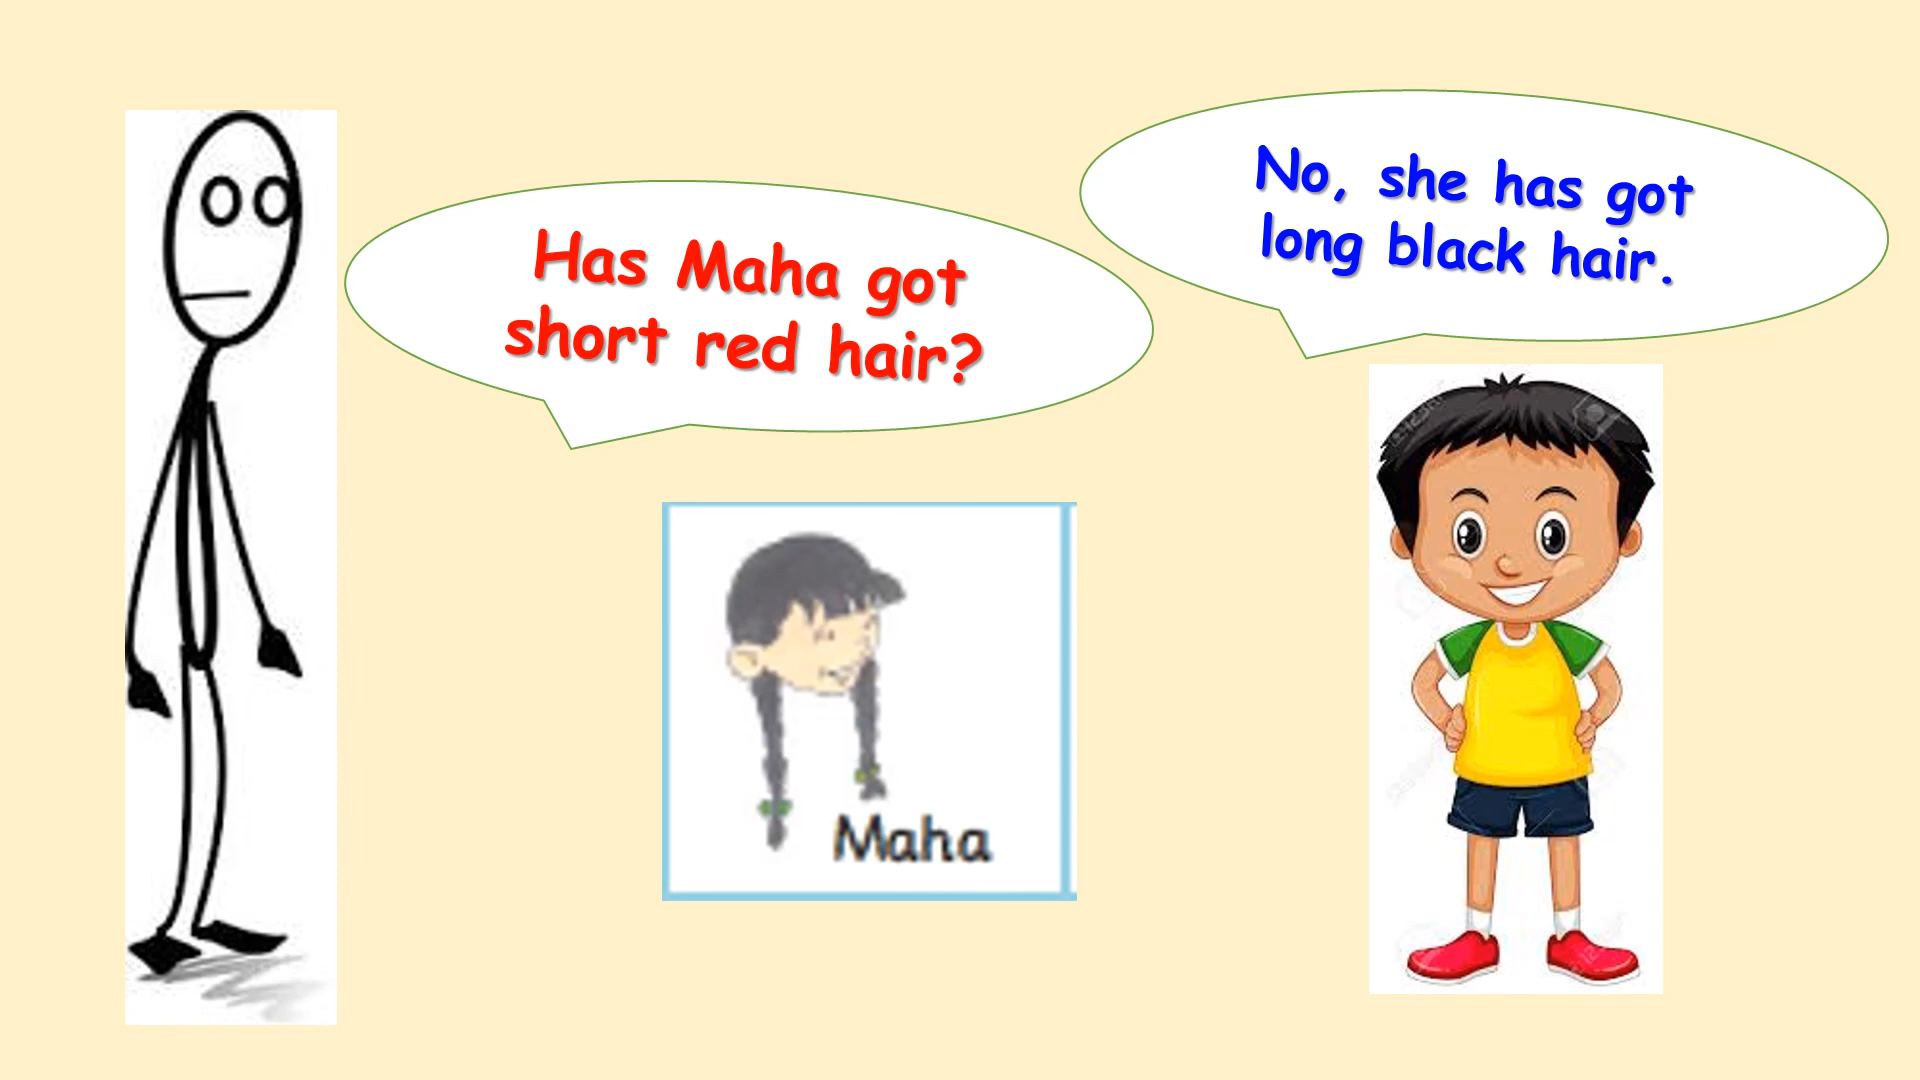 Has Maha got
short red hair?
No, she has got
long black hair.
Maha